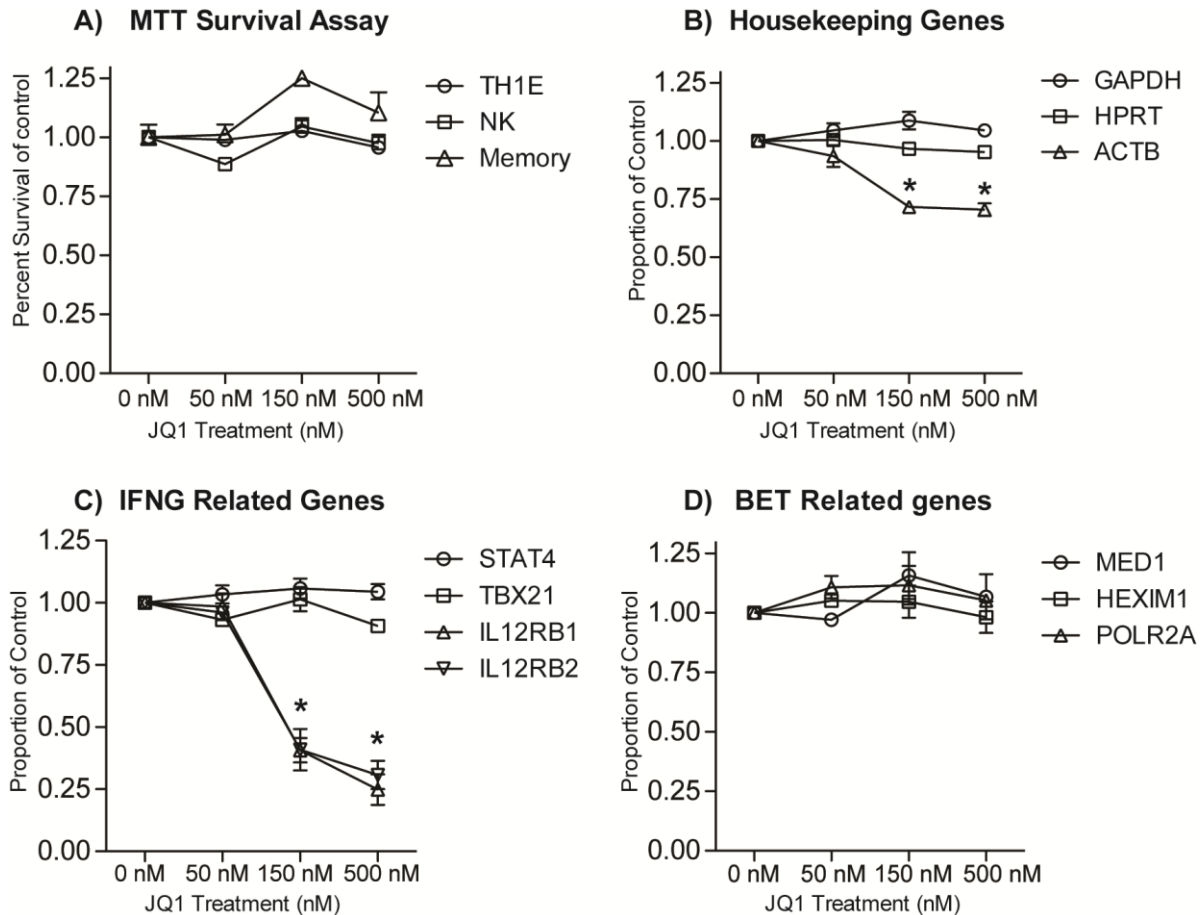 A) MTT Survival Assay
Percent Survival of control
1.25
1.00
0.75
0.50
0.25
0.00
0 nM 50 nM 150 nM 500 nM
JQ1 Treatment (nM)
TH1E
NK
Memory
B) Housekeeping Genes
Proportion of Control
1.25
1.00
0.75
0.50
0.25
0.00
* *
0 nM 50 nM 150 nM 500 nM
JQ1 Treatment (nM)
GAPDH
HPRT
ACTB
C) IFNG Related Genes
Proportion of Control
1.25
1.00
0.75
0.50
0.25
0.00
* *
0 nM 50 nM 150 nM 500 nM
JQ1 Treatment (nM)
STAT4
TBX21
IL12RB1
IL12RB2
D) BET Related genes
Proportion of Control
1.25
1.00
0.75
0.50
0.25
0.00
0 nM 50 nM 150 nM 500 nM
JQ1 Treatment (nM)
MED1
HEXIM1
POLR2A